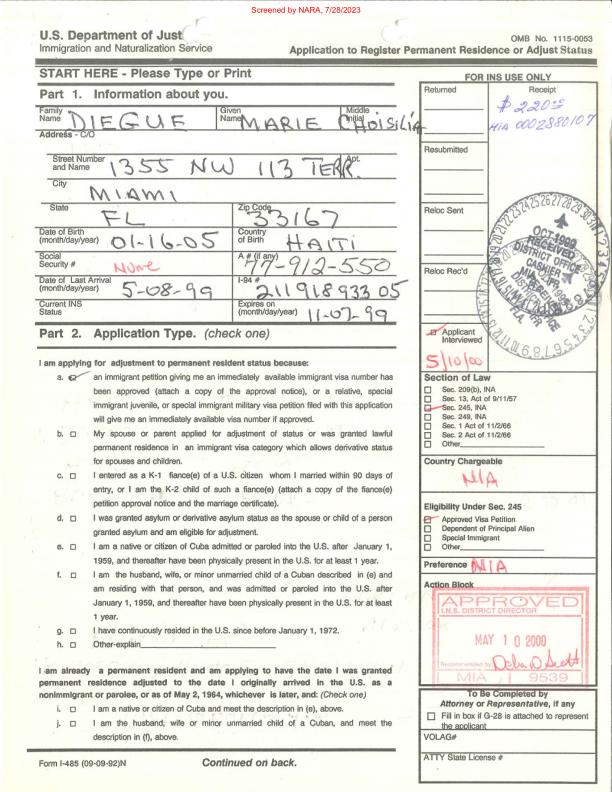 Screened by NARA, 7/28/2023
U.S. Department of Just
Immigration and Naturalization Service
OMB No. 1115-0053
Application to Register Permanent Residence or Adjust Status
START HERE - Please Type or Print
Part 1. Information about you.
Family Name DIEGUE
Given Name MARIE
Middle Initial CHOISILIA
Address - C/O
Street Number and Name 1355 NW 113 TERR.
Apt.
City MIAMI
State FL
Zip Code 33167
Date of Birth (month/day/year) 01-16-05
Country of Birth HAITI
Social Security # None
A # (if any) 77-912-550
Date of Last Arrival (month/day/year) 5-08-99
I-94 # 211918933 05
Current INS Status
Expires on (month/day/year) 11-07-99
Part 2. Application Type. (check one)
I am applying for adjustment to permanent resident status because:
a. an immigrant petition giving me an immediately available immigrant visa number has
been approved (attach a copy of the approval notice), or a relative, special
immigrant juvenile, or special immigrant military visa petition filed with this application
will give me an immediately available visa number if approved.
b. My spouse or parent applied for adjustment of status or was granted lawful
permanent residence in an immigrant visa category which allows derivative status
for spouses and children.
c. I entered as a K-1 fiance(e) of a U.S. citizen whom I married within 90 days of
entry, or I am the K-2 child of such a fiance(e) (attach a copy of the fiance(e)
petition approval notice and the marriage certificate).
d. I was granted asylum or derivative asylum status as the spouse or child of a person
granted asylum and am eligible for adjustment.
e. I am a native or citizen of Cuba admitted or paroled into the U.S. after January 1,
1959, and thereafter have been physically present in the U.S. for at least 1 year.
f. I am the husband, wife, or minor unmarried child of a Cuban described in (e) and
am residing with that person, and was admitted or paroled into the U.S. after
January 1, 1959, and thereafter have been physically present in the U.S. for at least
1 year.
g. I have continuously resided in the U.S. since before January 1, 1972.
h. Other-explain
I am already a permanent resident and am applying to have the date I was granted
permanent residence adjusted to the date I originally arrived in the U.S. as a
nonimmigrant or parolee, or as of May 2, 1964, whichever is later, and: (Check one)
i. I am a native or citizen of Cuba and meet the description in (e), above.
j. I am the husband, wife or minor unmarried child of a Cuban, and meet the
description in (f), above.
Form I-485 (09-09-92)N
Continued on back.
FOR INS USE ONLY
Returned
Receipt
$ 220.00
MIA 0002880107
Resubmitted
Reloc Sent
OCT 1999
RECEIVED
DISTRICT OFFICE
CASHIER
Reloc Rec'd
Applicant
Interviewed
5/10/00
Section of Law
Sec. 209(b), INA
Sec. 13, Act of 9/11/57
Sec. 245, INA
Sec. 249, INA
Sec. 1 Act of 11/2/66
Sec. 2 Act of 11/2/66
Other
Country Chargeable
N/A
Eligibility Under Sec. 245
Approved Visa Petition
Dependent of Principal Alien
Special Immigrant
Other
Preference N/A
Action Block
APPROVED
I.N.S. DISTRICT DIRECTOR
MAY 10 2000
Recommended by
MIA 9539
To Be Completed by
Attorney or Representative, if any
Fill in box if G-28 is attached to represent
the applicant
VOLAG#
ATTY State License #